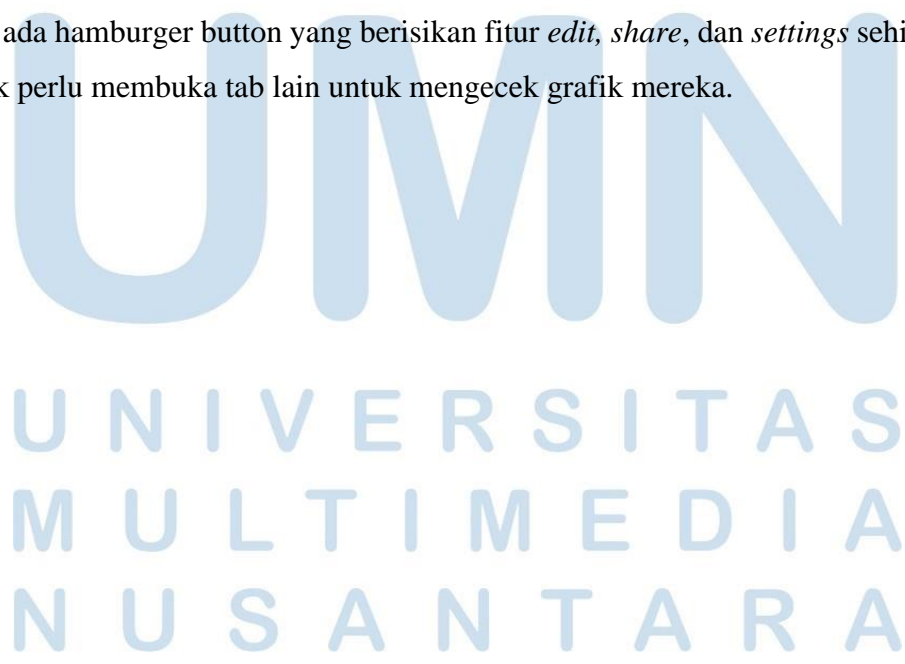 ada hamburger button yang berisikan fitur edit, share, dan settings sehi
k perlu membuka tab lain untuk mengecek grafik mereka.
UMN
UNIVERSITAS
MULTIMEDIA
NUSANTARA